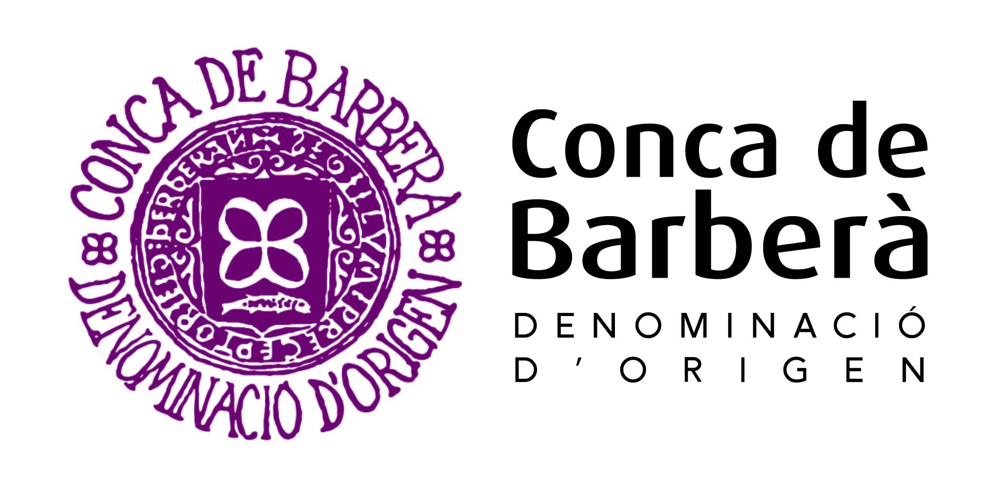 CONCA DE BARBERA
DENOMINACIO D'ORIGEN
Conca de
Barberà
DENOMINACIÓ
D'ORIGEN